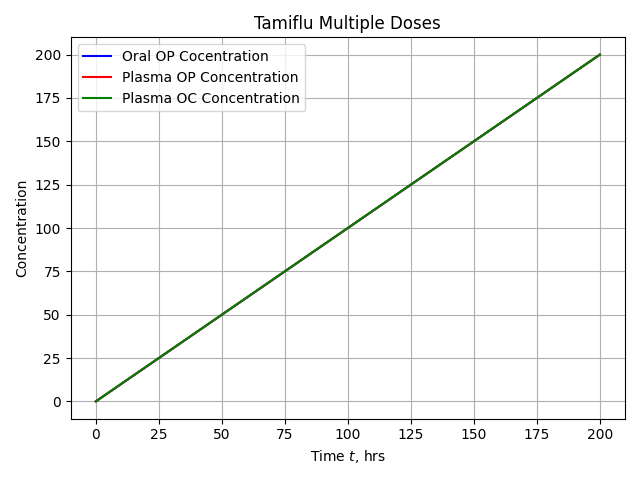 Tamiflu Multiple Doses
Oral OP Cocentration
Plasma OP Concentration
Plasma OC Concentration
Concentration
200
175
150
125
100
75
50
25
0
0 25 50 75 100 125 150 175 200
Time t, hrs